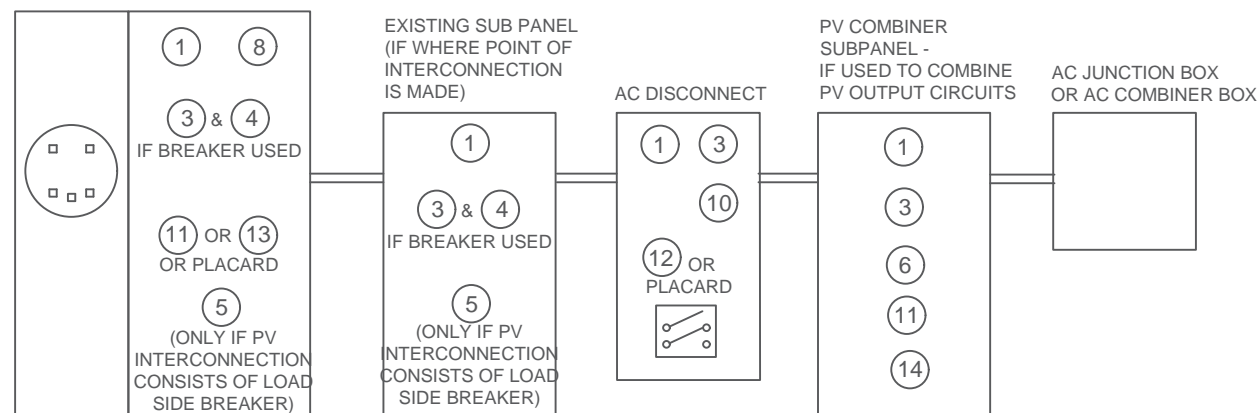 1 8
3 & 4
IF BREAKER USED
11 OR 13
OR PLACARD
5
(ONLY IF PV
INTERCONNECTION
CONSISTS OF LOAD
SIDE BREAKER)
EXISTING SUB PANEL
(IF WHERE POINT OF
INTERCONNECTION
IS MADE)
1
3 & 4
IF BREAKER USED
5
(ONLY IF PV
INTERCONNECTION
CONSISTS OF LOAD
SIDE BREAKER)
AC DISCONNECT
1 3
10
12 OR
PLACARD
PV COMBINER
SUBPANEL -
IF USED TO COMBINE
PV OUTPUT CIRCUITS
1
3
6
11
14
AC JUNCTION BOX
OR AC COMBINER BOX